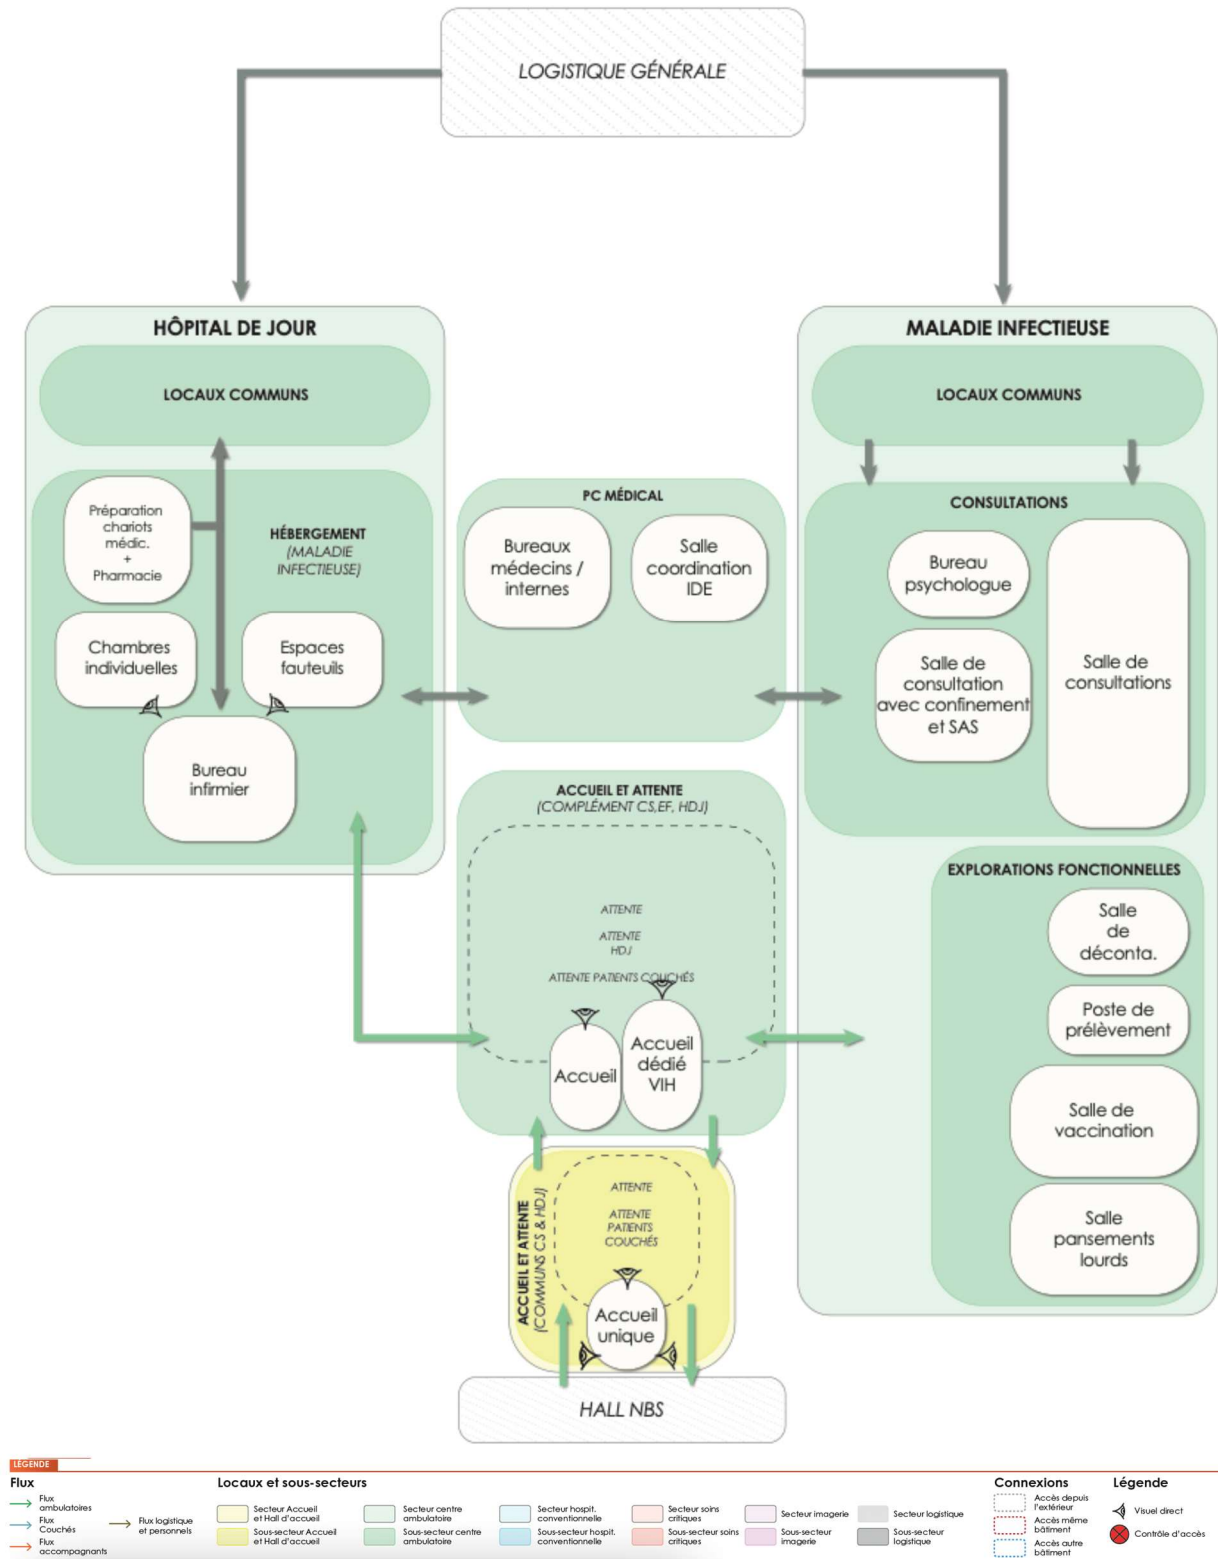 LOGISTIQUE GÉNÉRALE
HÔPITAL DE JOUR
LOCAUX COMMUNS
Préparation
chariots
médic.
+
Pharmacie
HÉBERGEMENT
(MALADIE
INFECTIEUSE)
Chambres
individuelles
Espaces
fauteuils
Bureau
infirmier
PC MÉDICAL
Bureaux
médecins /
internes
Salle
coordination
IDE
MALADIE INFECTIEUSE
LOCAUX COMMUNS
CONSULTATIONS
Bureau
psychologue
Salle de
consultation
avec confinement
et SAS
Salle de
consultations
ACCUEIL ET ATTENTE
(COMPLÉMENT CS,EF, HDJ)
ATTENTE
ATTENTE
HDJ
ATTENTE PATIENTS COUCHÉS
Accueil
Accueil
dédié
VIH
EXPLORATIONS FONCTIONNELLES
Salle
de
déconta.
Poste de
prélèvement
Salle de
vaccination
Salle
pansements
lourds
ACCUEIL ET ATTENTE
(COMMUNS CS & HDJ)
ATTENTE
ATTENTE
PATIENTS
COUCHÉS
Accueil
unique
HALL NBS
LÉGENDE
Flux
Flux
ambulatoires
Flux
Couchés
Flux
accompagnants
Flux logistique
et personnels
Locaux et sous-secteurs
Secteur Accueil
et Hall d'accueil
Sous-secteur Accueil
et Hall d'accueil
Secteur centre
ambulatoire
Sous-secteur centre
ambulatoire
Secteur hospit.
conventionnelle
Sous-secteur hospit.
conventionnelle
Secteur soins
critiques
Sous-secteur soins
critiques
Secteur imagerie
Sous-secteur
imagerie
Secteur logistique
Sous-secteur
logistique
Connexions
Accès depuis
l'extérieur
Accès même
bâtiment
Accès autre
bâtiment
Légende
Visuel direct
Contrôle d'accès